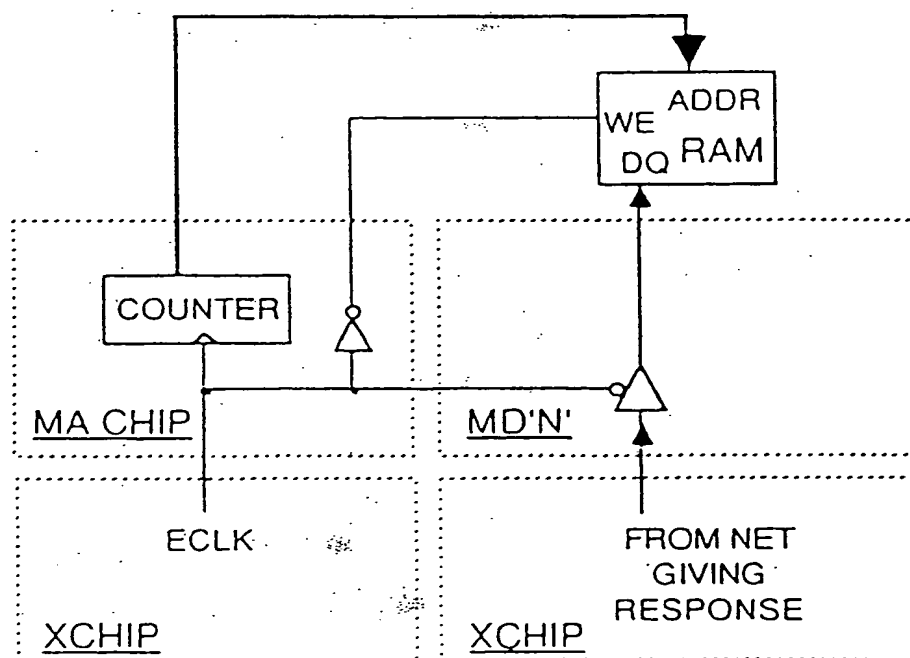 ADDR
WE
DQ RAM
COUNTER
MA CHIP
MD'N'
ECLK
FROM NET
GIVING
RESPONSE
XCHIP
XCHIP